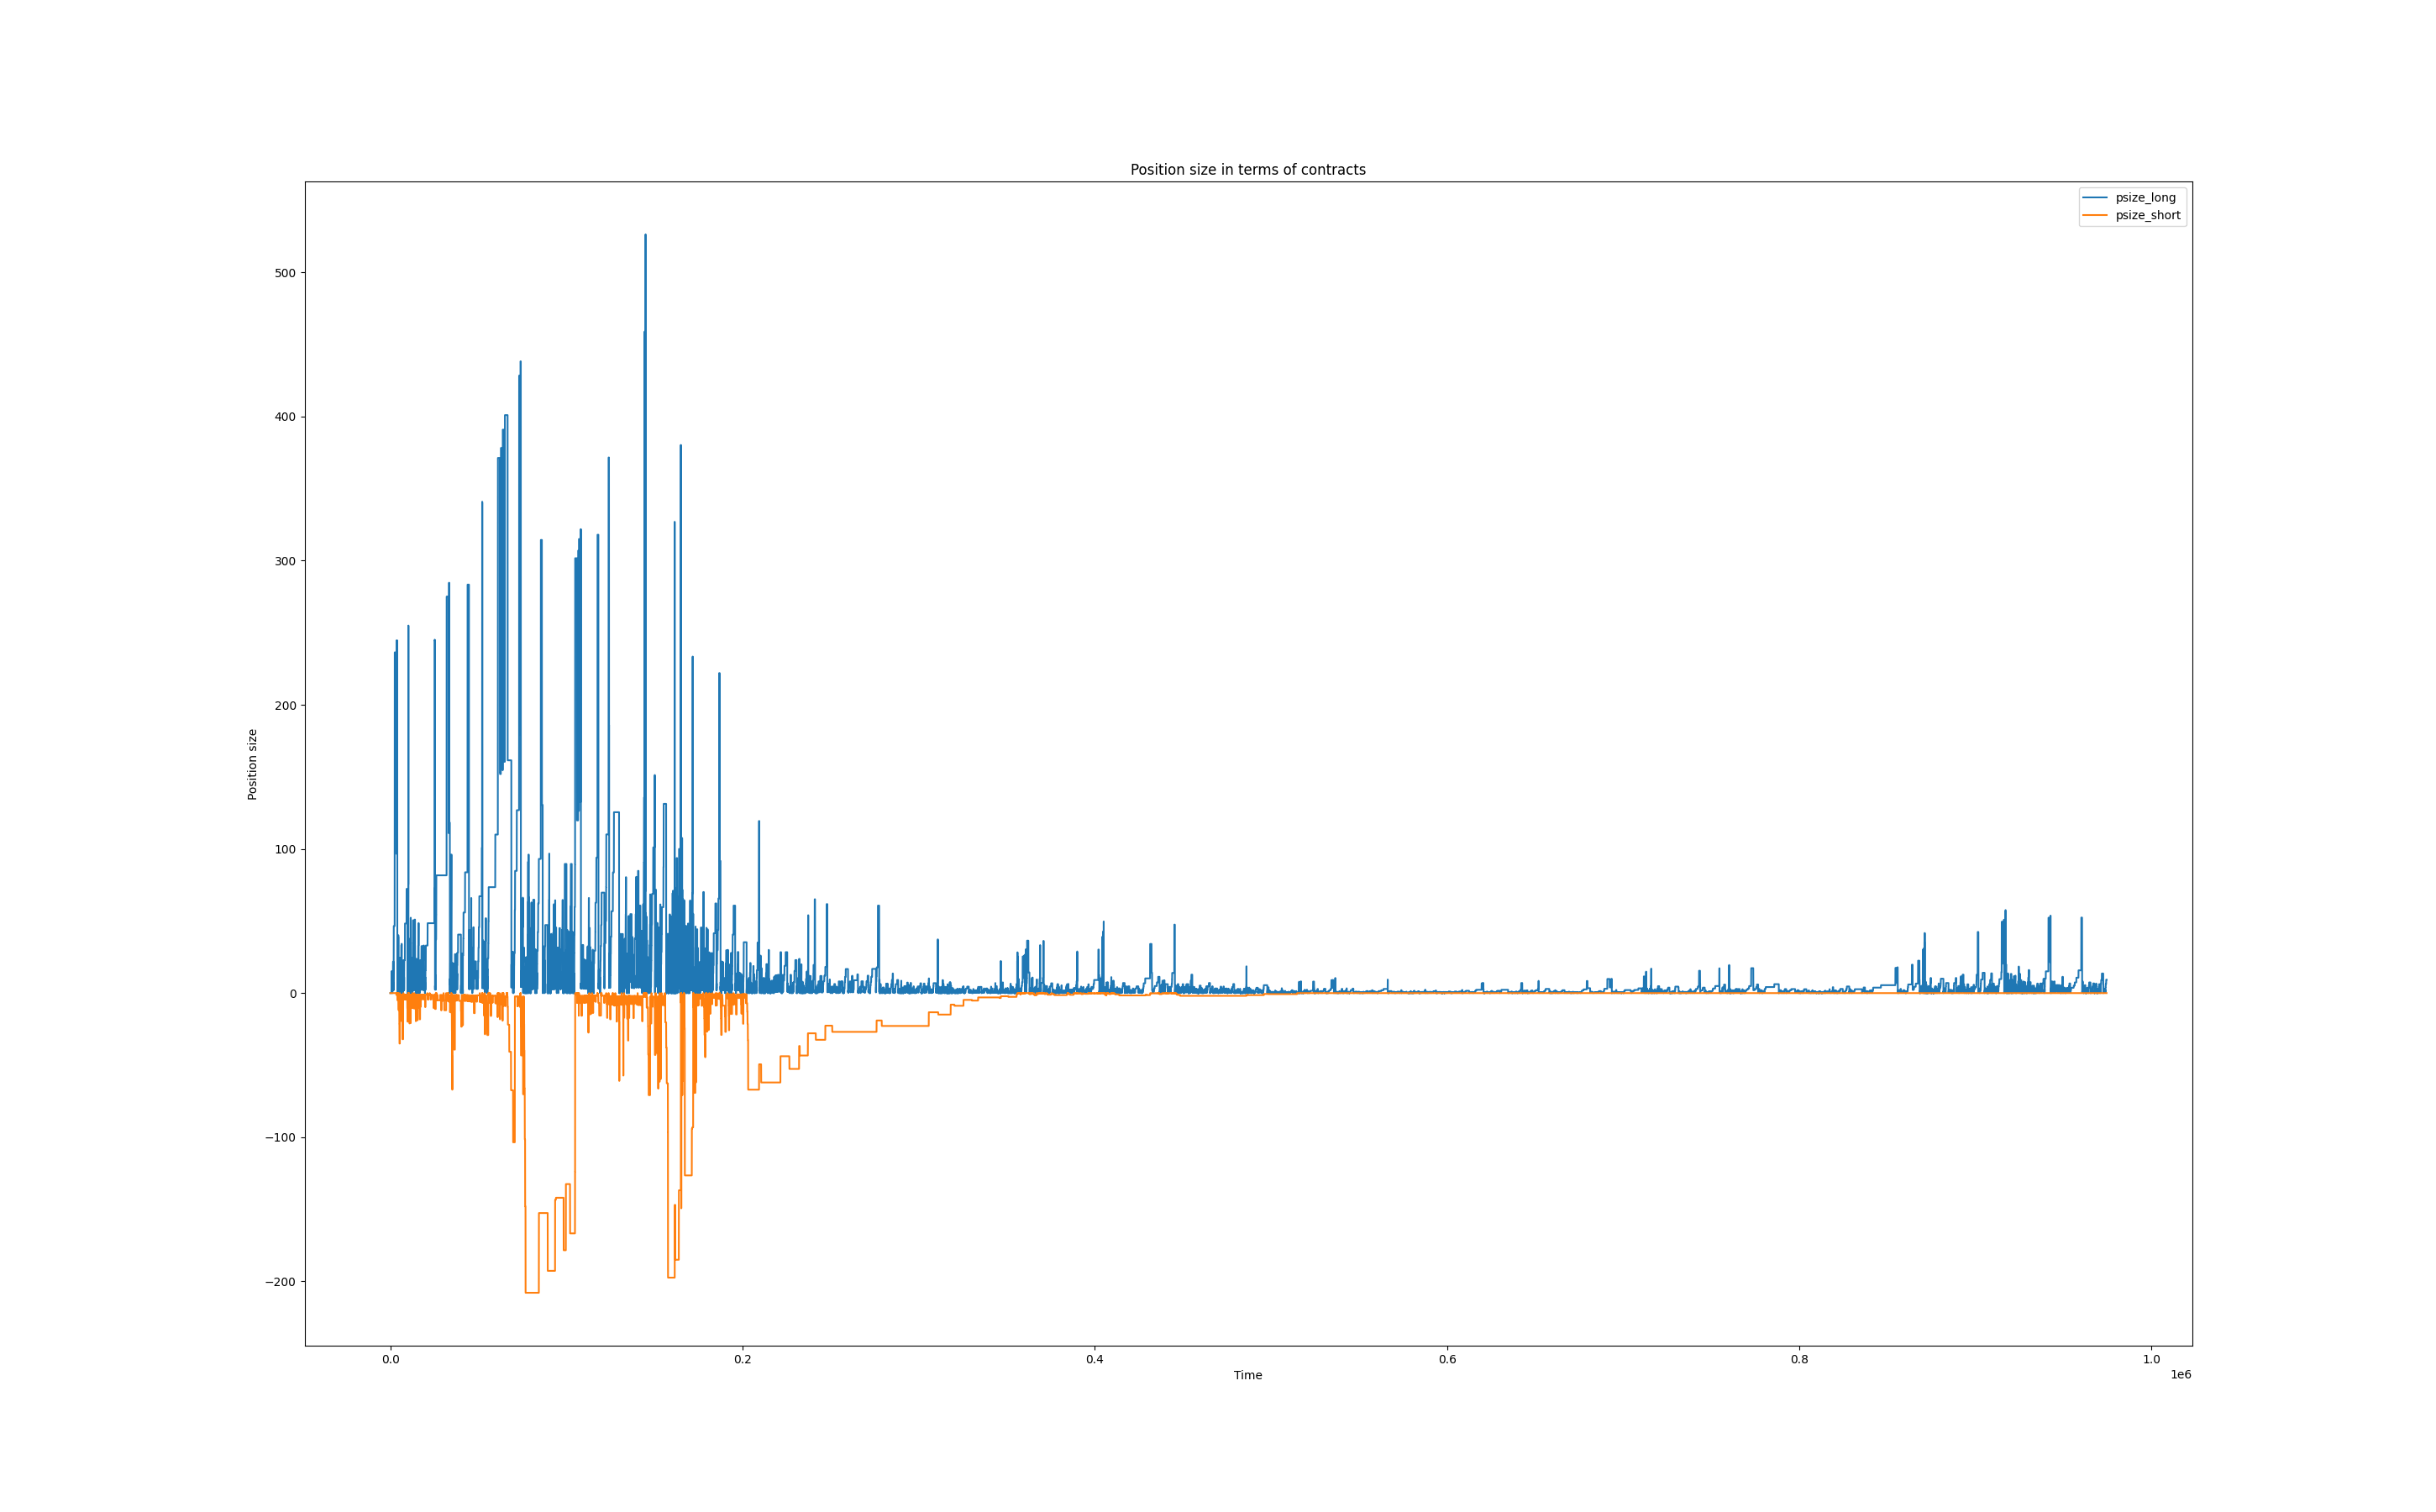 Position size in terms of contracts
psize_long
psize_short
500
400
300
200
100
0
−100
−200
Position size
0.0 0.2 0.4 0.6 0.8 1.0
Time
1e6